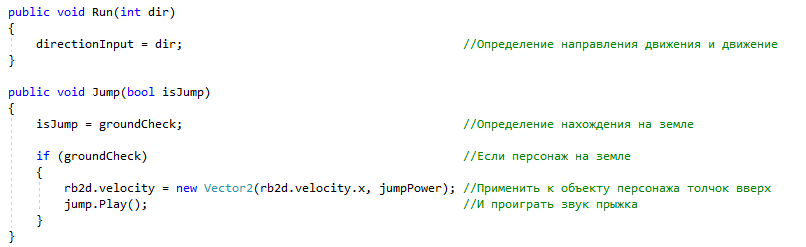 public void Run(int dir)
{
    directionInput = dir; //Определение направления движения и движение
}
public void Jump(bool isJump)
{
    isJump = groundCheck; //Определение нахождения на земле
    if (groundCheck) //Если персонаж на земле
    {
        rb2d.velocity = new Vector2(rb2d.velocity.x, jumpPower); //Применить к объекту персонажа толчок вверх
        jump.Play(); //И проиграть звук прыжка
    }
}